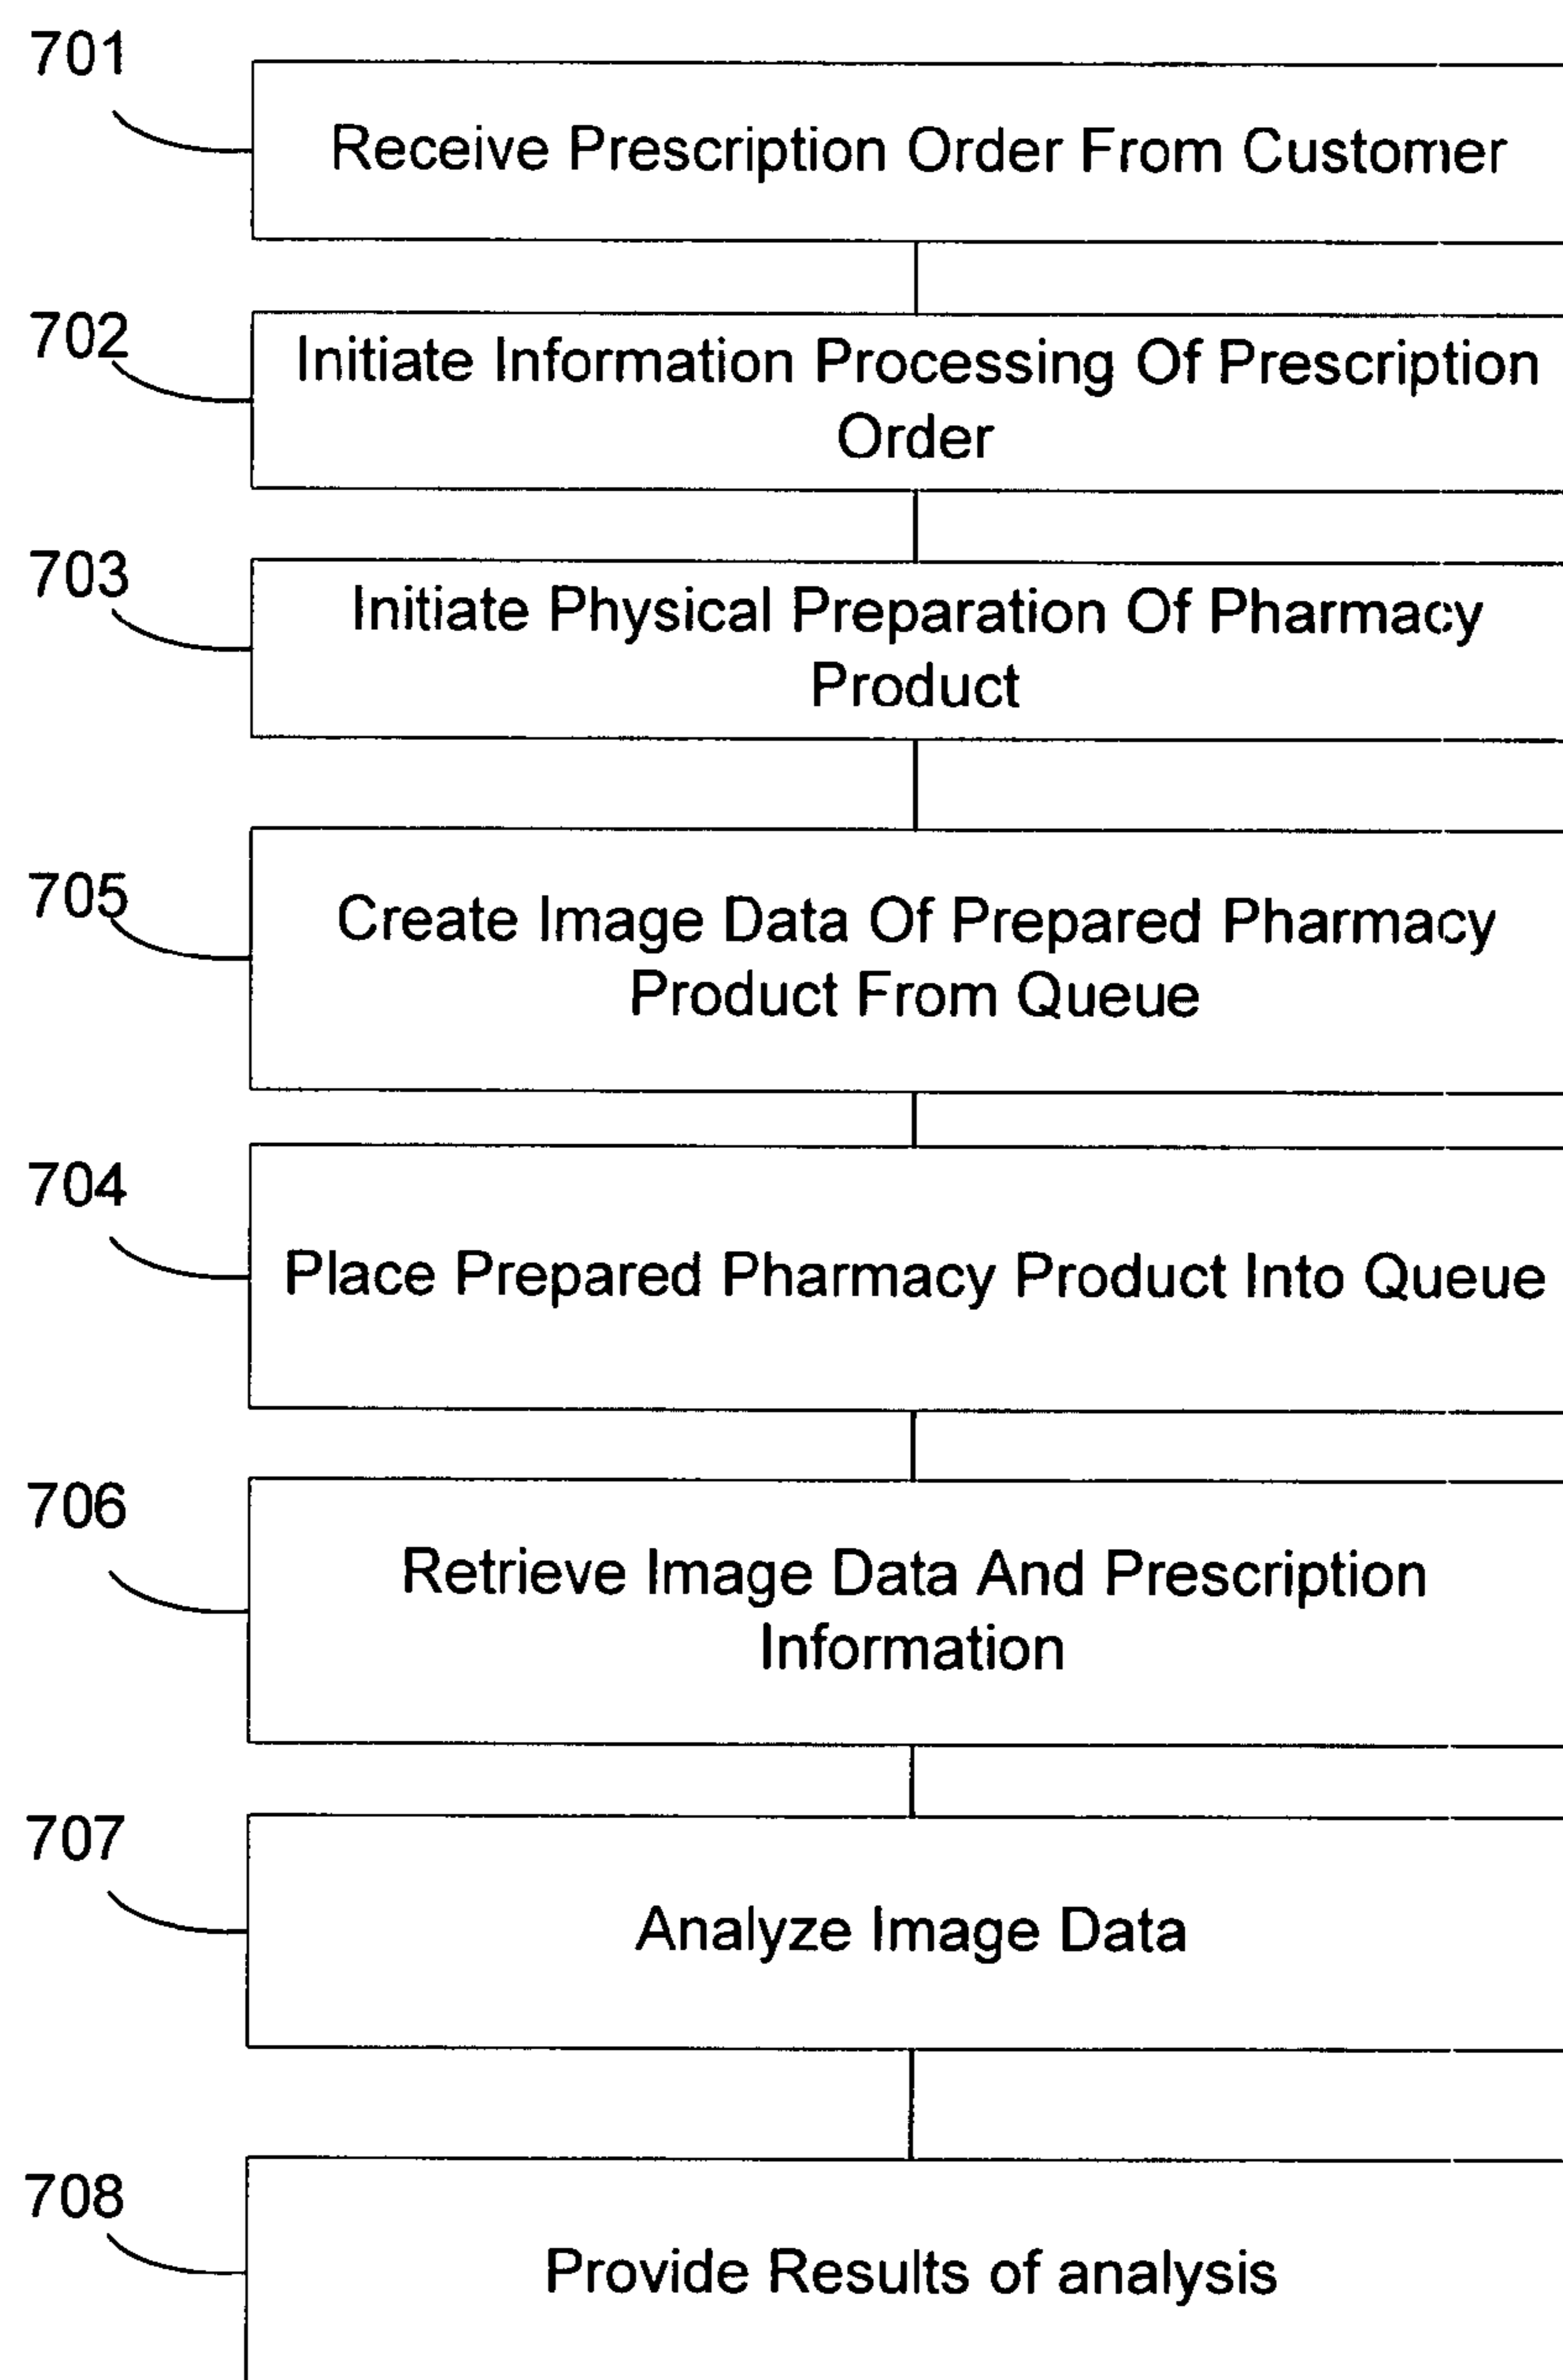 701
Receive Prescription Order From Customer
702
Initiate Information Processing Of Prescription
Order
703
Initiate Physical Preparation Of Pharmacy
Product
705
Create Image Data Of Prepared Pharmacy
Product From Queue
704
Place Prepared Pharmacy Product Into Queue
706
Retrieve Image Data And Prescription
Information
707
Analyze Image Data
708
Provide Results of analysis